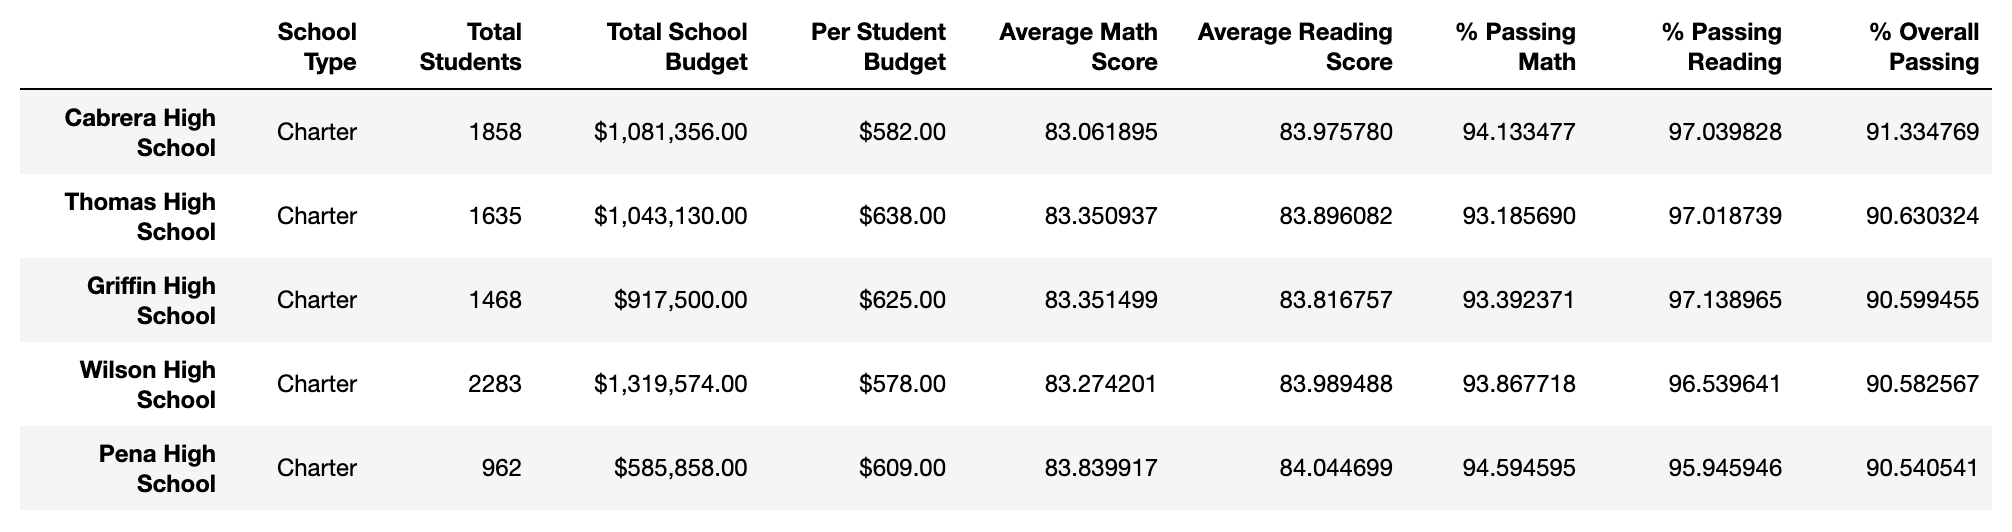 School Total Total School Per Student Average Math Average Reading % Passing % Passing % Overall
Type Students Budget Budget Score Score Math Reading Passing
Cabrera High
School Charter 1858 $1,081,356.00 $582.00 83.061895 83.975780 94.133477 97.039828 91.334769
Thomas High
School Charter 1635 $1,043,130.00 $638.00 83.350937 83.896082 93.185690 97.018739 90.630324
Griffin High
School Charter 1468 $917,500.00 $625.00 83.351499 83.816757 93.392371 97.138965 90.599455
Wilson High
School Charter 2283 $1,319,574.00 $578.00 83.274201 83.989488 93.867718 96.539641 90.582567
Pena High
School Charter 962 $585,858.00 $609.00 83.839917 84.044699 94.594595 95.945946 90.540541